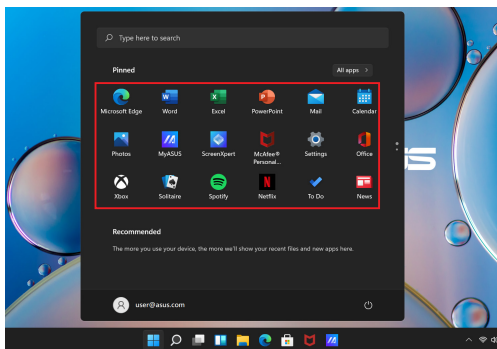 Type here to search
Pinned
All apps >
Microsoft Edge Word Excel PowerPoint Mail Calendar
Photos MyASUS ScreenXpert McAfee® Settings Office
Personal...
Xbox Solitaire Spotify Netflix To Do News
Recommended
The more you use your device, the more we'll show your recent files and new apps here.
user@asus.com